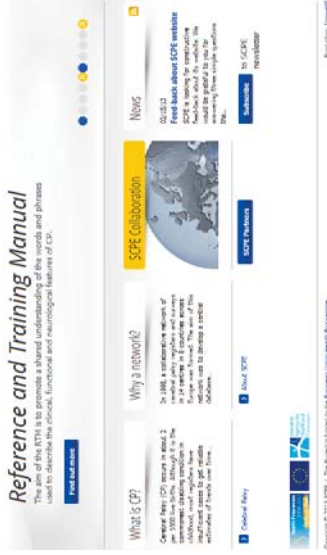 Reference and Training Manual
The aim of the RTM is to promote a shared understanding of the words and phrases
used to describe the clinical, functional and neurological features of CP.
Find out more
What is CP?
Cerebral Palsy (CP) occurs in about 2
per 1000 live births. Although it is the
commonest disabling condition in
childhood, most registers have
insufficient cases to get reliable
estimates of trends over time.
Cerebral Palsy
Why a network?
In 1998, a collaborative network of
cerebral palsy registers and surveys
in 14 centres in 8 countries across
Europe was formed. The aim of this
network was to develop a central
database.
About SCPE
SCPE Collaboration
SCPE Partners
News
Feed-back about SCPE website
SCPE is looking for constructive
feed-back about its website. We
would be grateful to you for
answering three simple questions
the...
Subscribe
to SCPE
newsletter